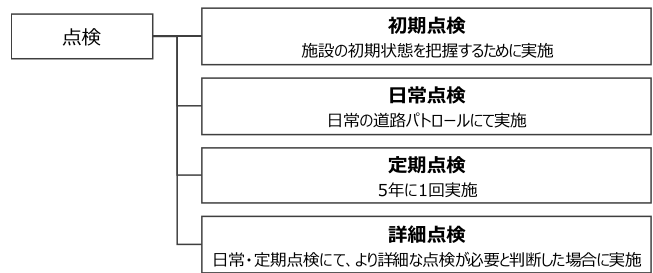 点検
初期点検
施設の初期状態を把握するために実施
日常点検
日常の道路パトロールにて実施
定期点検
5年に1回実施
詳細点検
日常・定期点検にて、より詳細な点検が必要と判断した場合に実施